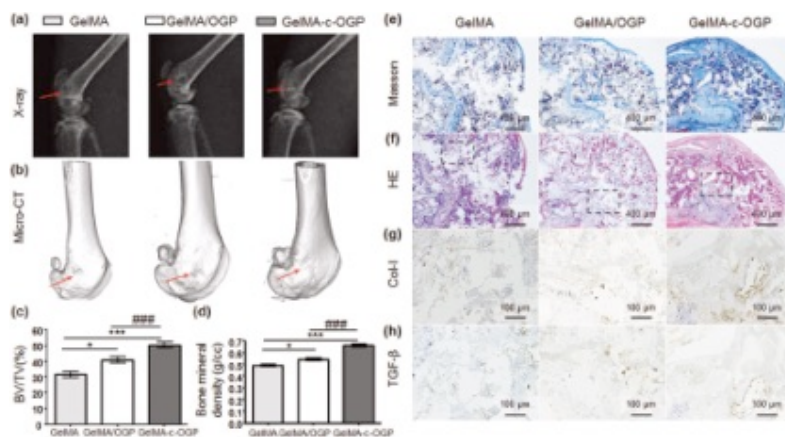 (a) GelMA GelMA/OGP GelMA-c-OGP
X-ray
(b)
Micro-CT
(c)
###
***
*
BV/TV(%)
60
50
40
30
20
10
0
GelMA GelMA/OGP GelMA-c-OGP
(d)
###
***
*
Bone mineral
density (g/cc)
0.7
0.6
0.5
0.4
0.3
0.2
0.1
0.0
GelMA GelMA/OGP GelMA-c-OGP
GelMA GelMA/OGP GelMA-c-OGP
(e)
Masson
400 μm 400 μm 400 μm
(f)
HE
400 μm 400 μm 400 μm
(g)
Col-I
100 μm 100 μm 100 μm
(h)
TGF-β
100 μm 100 μm 100 μm